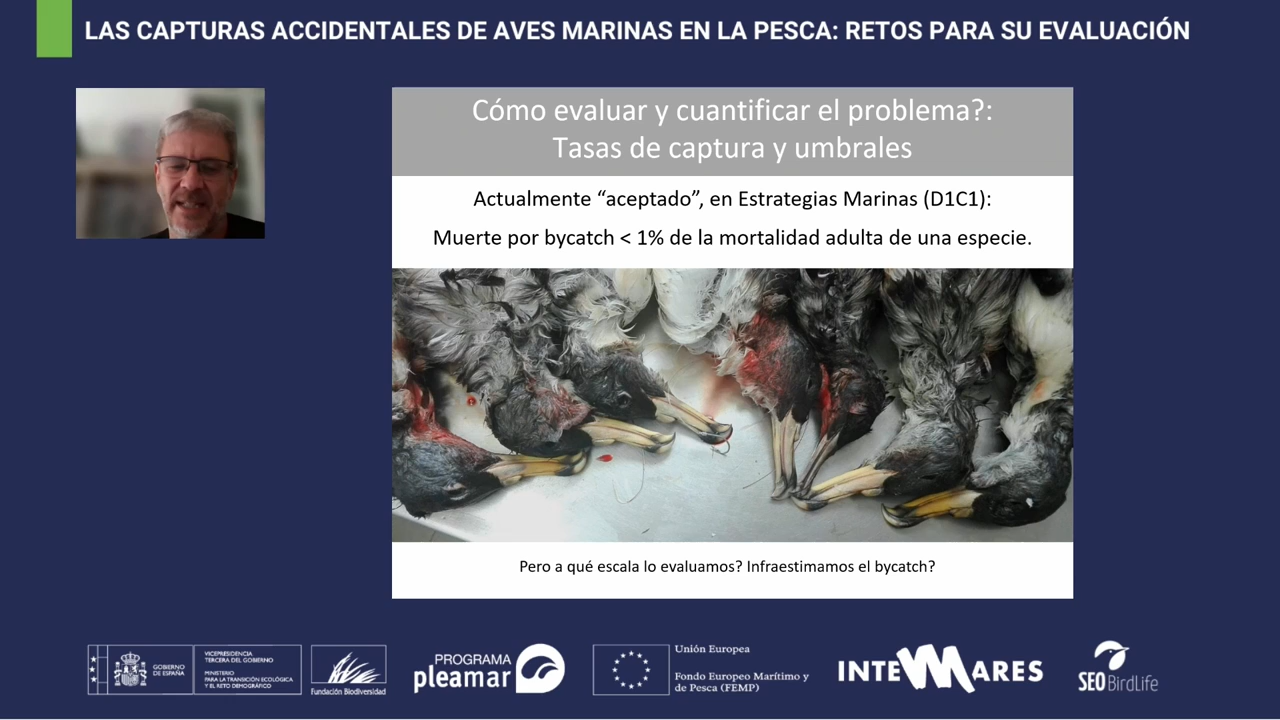 LAS CAPTURAS ACCIDENTALES DE AVES MARINAS EN LA PESCA: RETOS PARA SU EVALUACIÓN
Cómo evaluar y cuantificar el problema?:
Tasas de captura y umbrales
Actualmente “aceptado”, en Estrategias Marinas (D1C1):
Muerte por bycatch < 1% de la mortalidad adulta de una especie.
Pero a qué escala lo evaluamos? Infraestimamos el bycatch?
GOBIERNO
DE ESPAÑA
VICEPRESIDENCIA
TERCERA DEL GOBIERNO
MINISTERIO
PARA LA TRANSICIÓN ECOLÓGICA
Y EL RETO DEMOGRÁFICO
Fundación Biodiversidad
PROGRAMA
pleamar
Unión Europea
Fondo Europeo Marítimo y
de Pesca (FEMP)
INTEMARES
SEO BirdLife